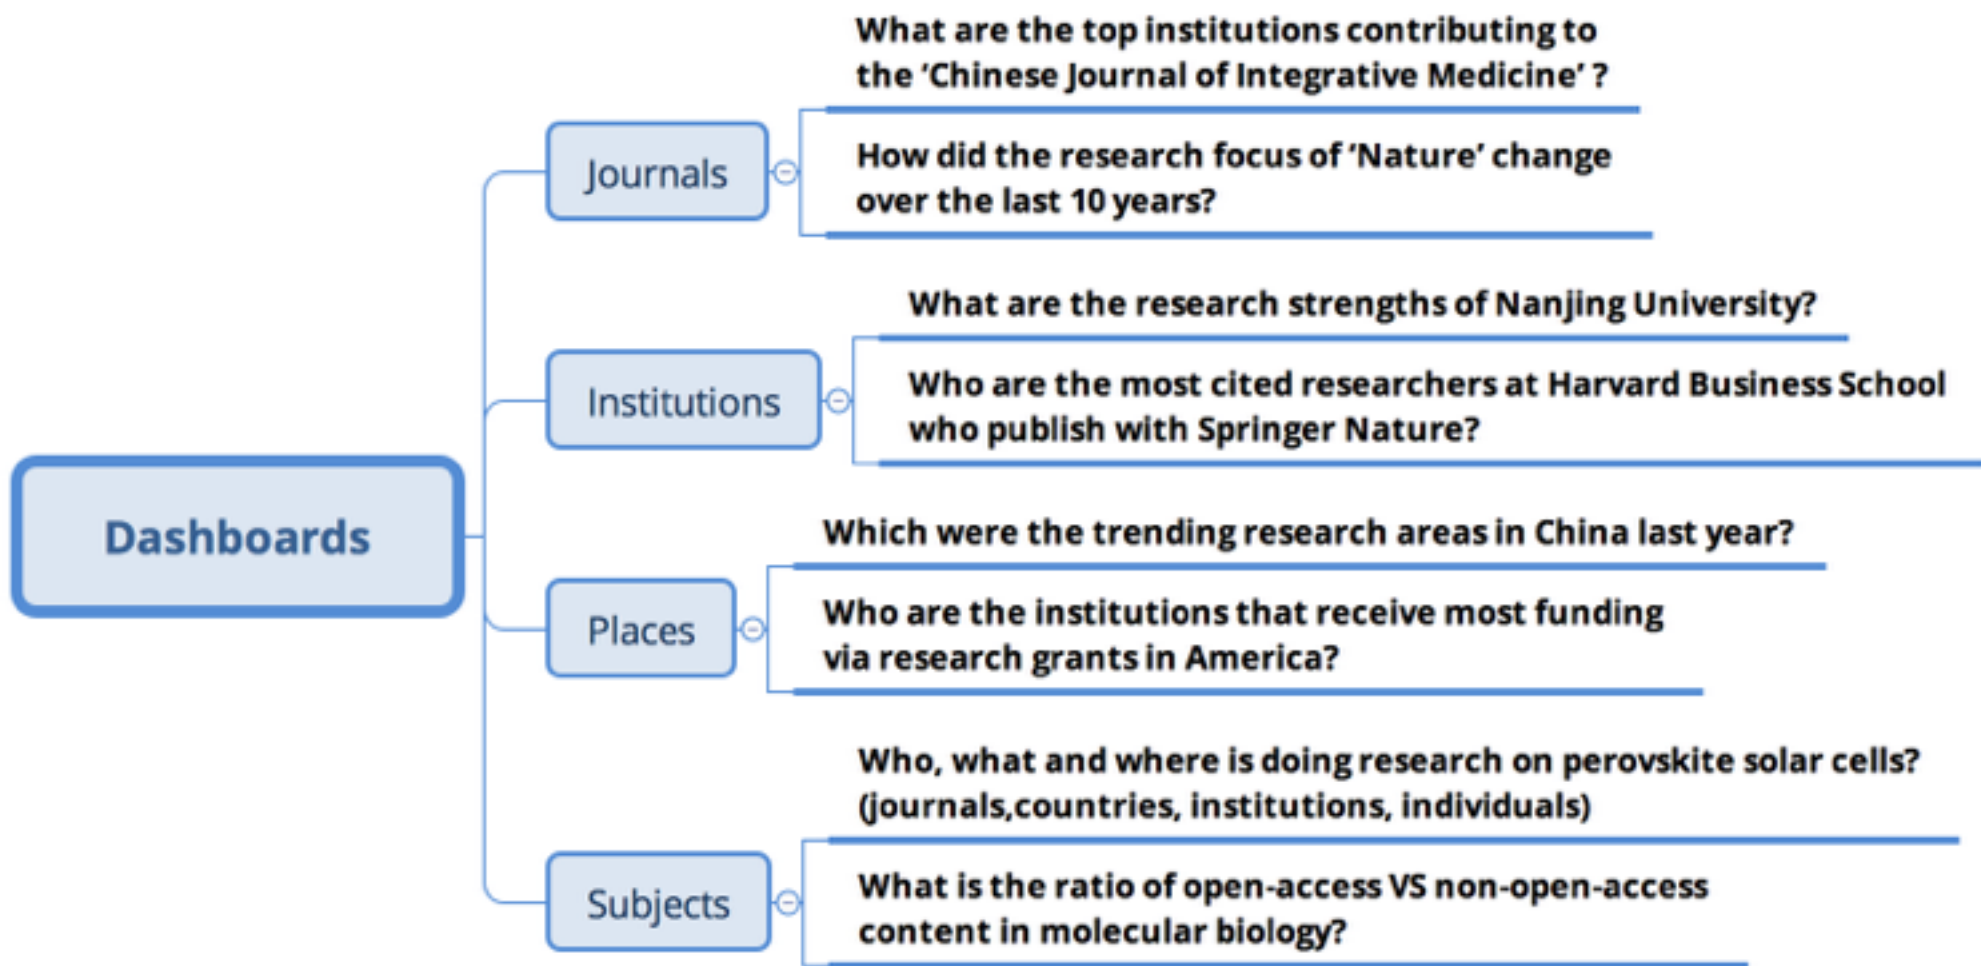 Dashboards
Journals
What are the top institutions contributing to
the ‘Chinese Journal of Integrative Medicine’ ?
How did the research focus of ‘Nature’ change
over the last 10 years?
Institutions
What are the research strengths of Nanjing University?
Who are the most cited researchers at Harvard Business School
who publish with Springer Nature?
Places
Which were the trending research areas in China last year?
Who are the institutions that receive most funding
via research grants in America?
Subjects
Who, what and where is doing research on perovskite solar cells?
(journals,countries, institutions, individuals)
What is the ratio of open-access VS non-open-access
content in molecular biology?